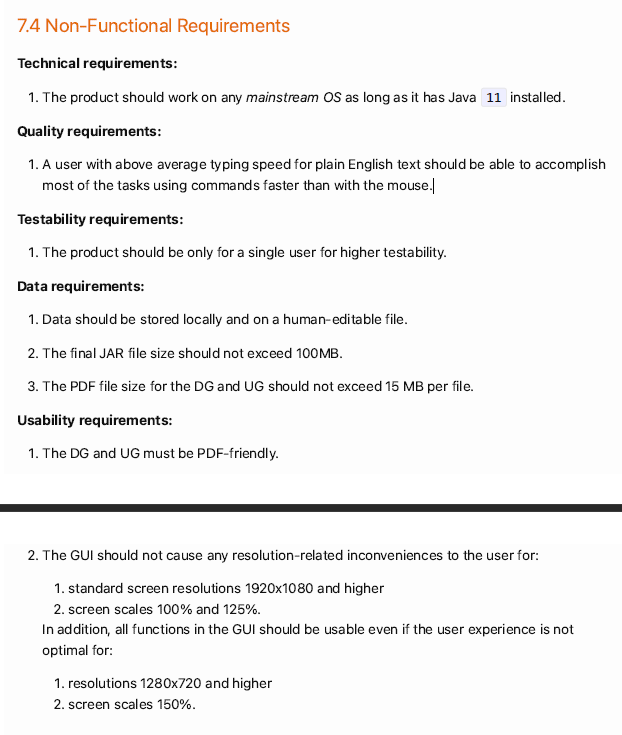 7.4 Non-Functional Requirements
Technical requirements:
1. The product should work on any mainstream OS as long as it has Java 11 installed.
Quality requirements:
1. A user with above average typing speed for plain English text should be able to accomplish
most of the tasks using commands faster than with the mouse.
Testability requirements:
1. The product should be only for a single user for higher testability.
Data requirements:
1. Data should be stored locally and on a human-editable file.
2. The final JAR file size should not exceed 100MB.
3. The PDF file size for the DG and UG should not exceed 15 MB per file.
Usability requirements:
1. The DG and UG must be PDF-friendly.
2. The GUI should not cause any resolution-related inconveniences to the user for:
1. standard screen resolutions 1920x1080 and higher
2. screen scales 100% and 125%.
In addition, all functions in the GUI should be usable even if the user experience is not
optimal for:
1. resolutions 1280x720 and higher
2. screen scales 150%.